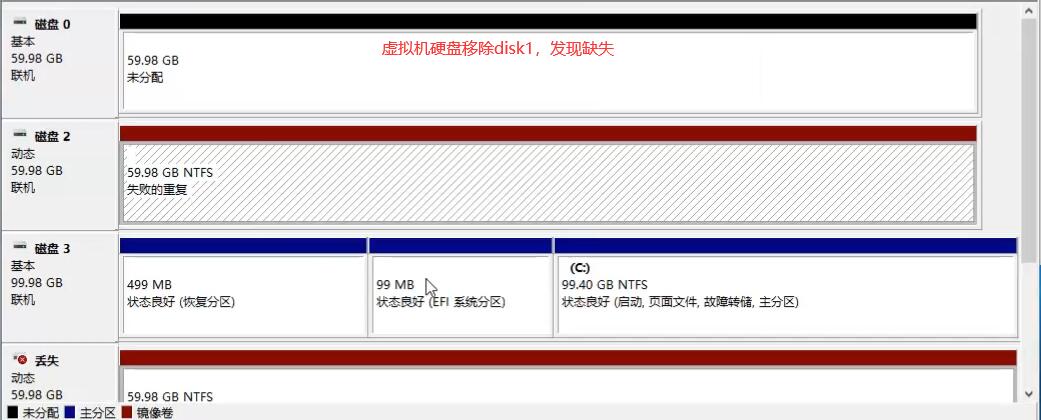 磁盘 0
基本
59.98 GB
联机
虚拟机硬盘移除disk1，发现缺失
59.98 GB
未分配
磁盘 2
动态
59.98 GB
联机
59.98 GB NTFS
失败的重复
磁盘 3
基本
99.98 GB
联机
499 MB
状态良好 (恢复分区)
99 MB
状态良好 (EFI 系统分区)
(C:)
99.40 GB NTFS
状态良好 (启动, 页面文件, 故障转储, 主分区)
丢失
动态
59.98 GB
59.98 GB NTFS
未分配 主分区 镜像卷